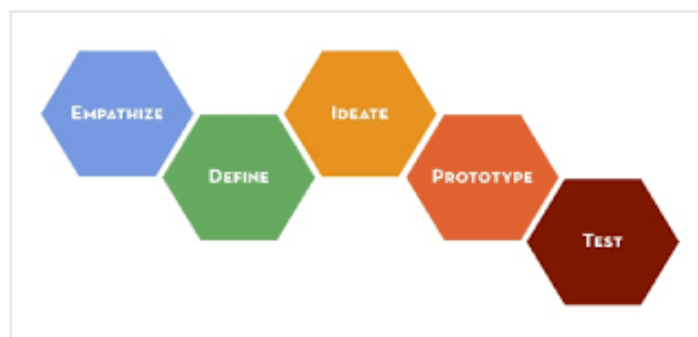 EMPATHIZE
DEFINE
IDEATE
PROTOTYPE
TEST